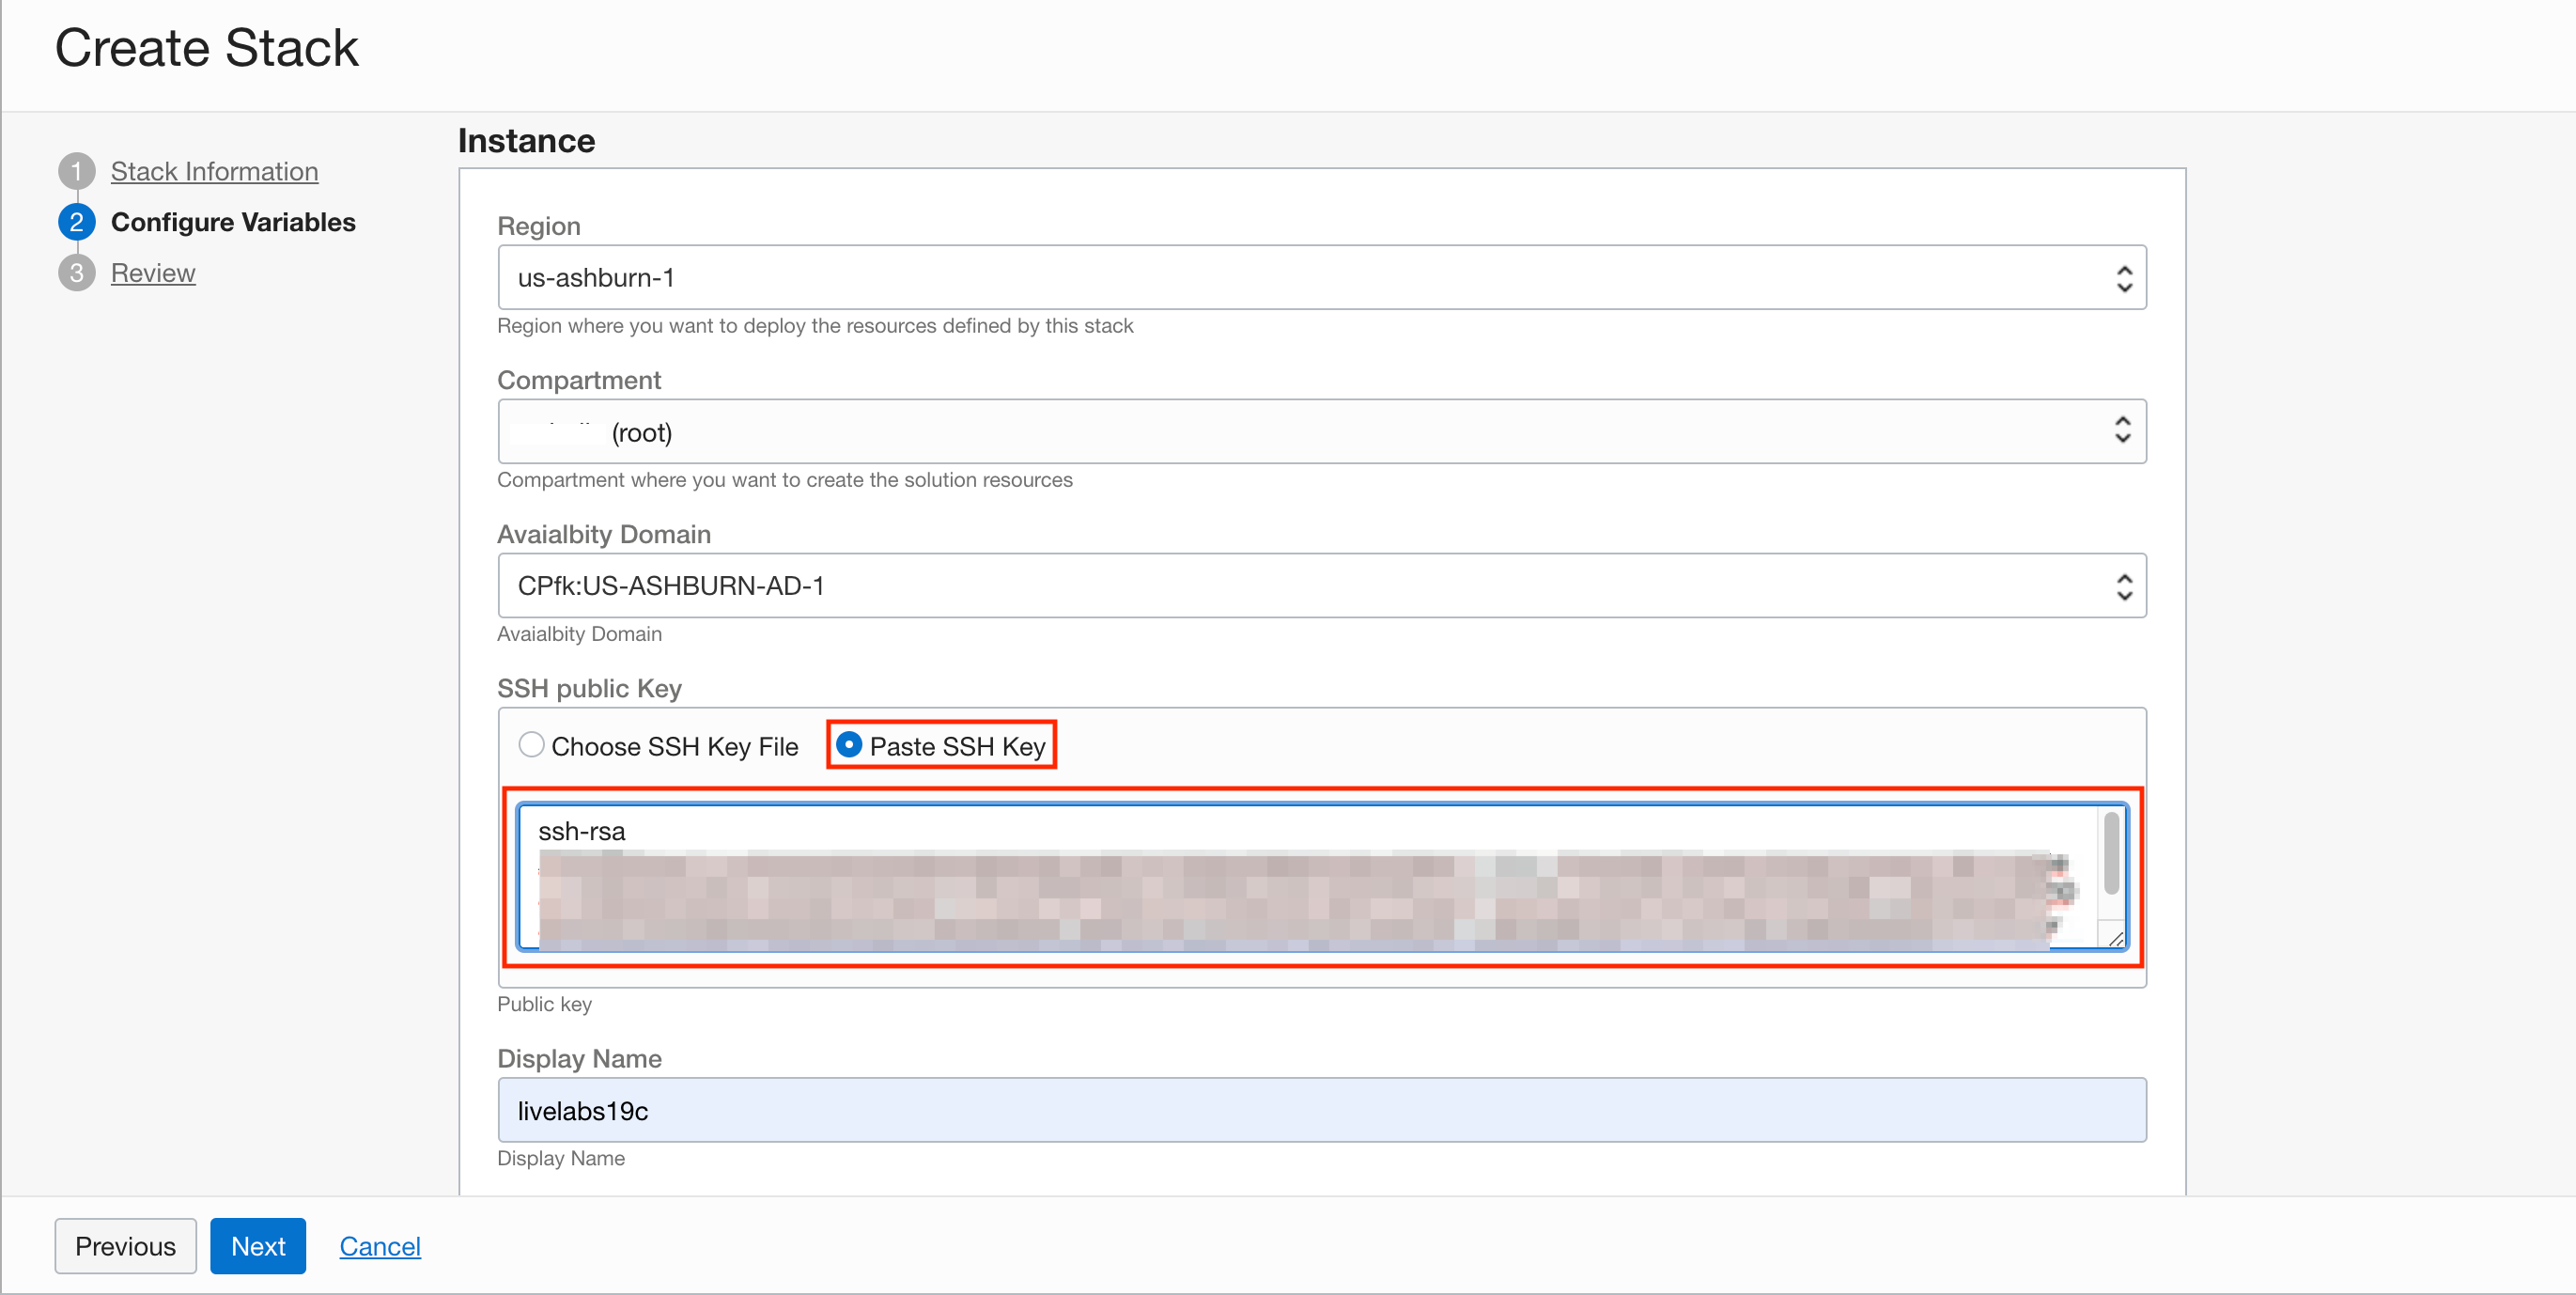 Create Stack
1 Stack Information
2 Configure Variables
3 Review
Instance
Region
us-ashburn-1
Region where you want to deploy the resources defined by this stack
Compartment
(root)
Compartment where you want to create the solution resources
Avaialbity Domain
CPfk:US-ASHBURN-AD-1
Avaialbity Domain
SSH public Key
Choose SSH Key File Paste SSH Key
ssh-rsa
Public key
Display Name
livelabs19c
Display Name
Previous Next Cancel